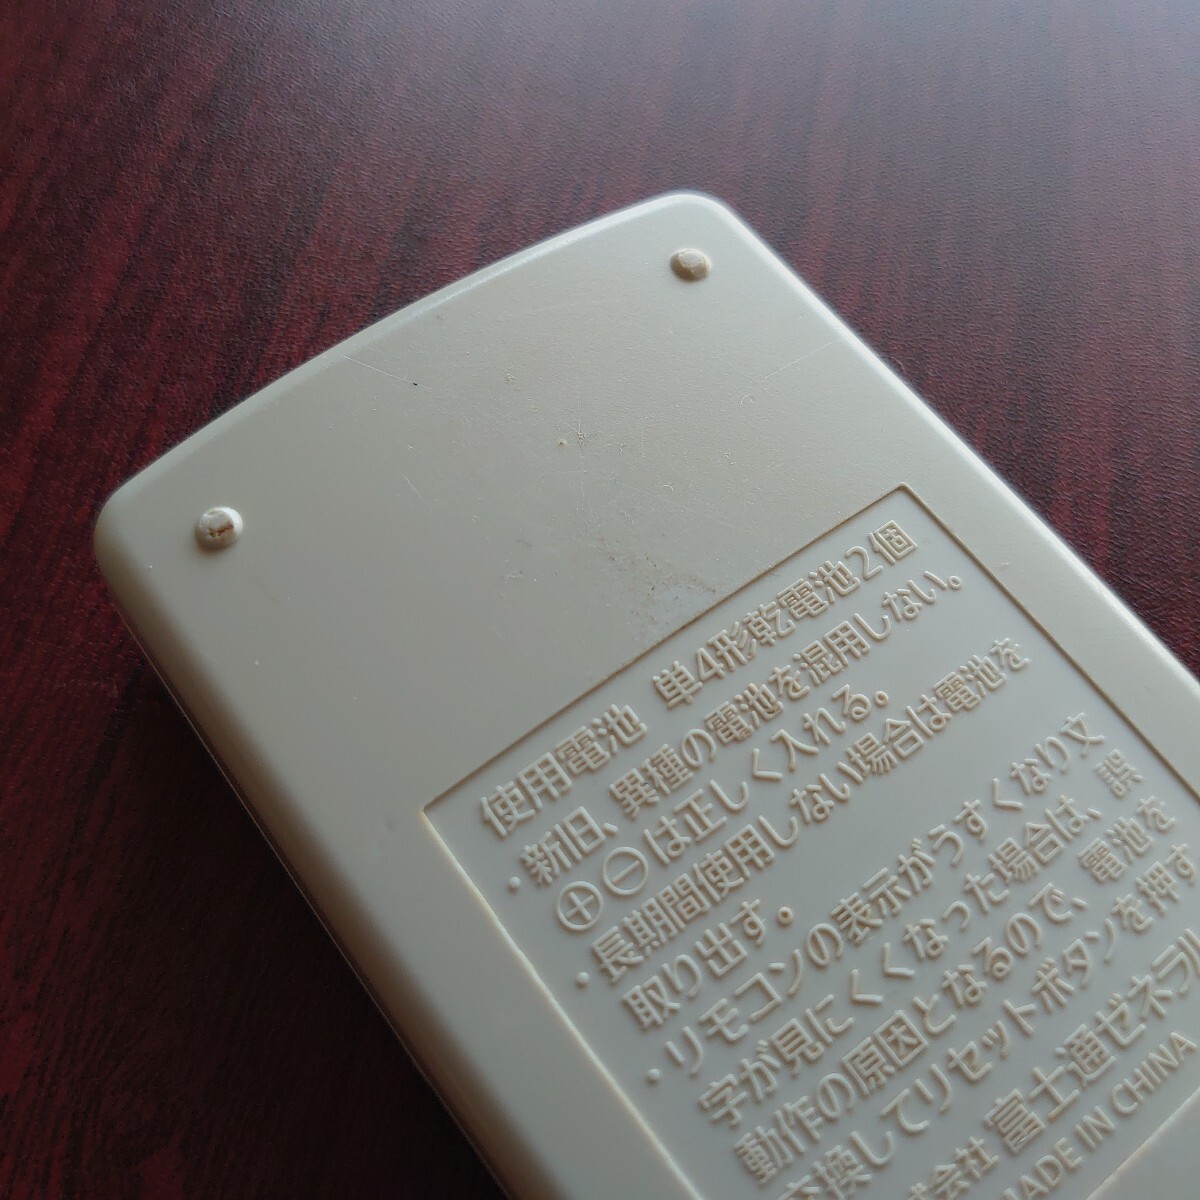 使用電池 単4形乾電池2個
・新旧、異種の電池を混用しない。
⊕⊖は正しく入れる。
・長期間使用しない場合は電池を
取り出す。
・リモコンの表示がうすくなり文
字が見にくくなった場合は、誤
動作の原因となるので、電池を
交換してリセットボタンを押す
式会社 富士通ゼネラル
MADE IN CHINA